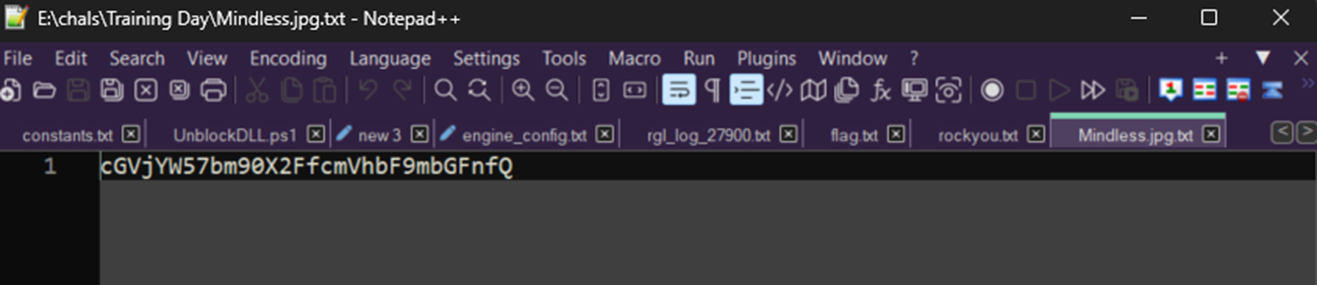 E:\chals\Training Day\Mindless.jpg.txt - Notepad++
File Edit Search View Encoding Language Settings Tools Macro Run Plugins Window ?
constants.txt UnblockDLL.ps1 new 3 engine_config.txt rgl_log_27900.txt flag.txt rockyou.txt Mindless.jpg.txt
1 cGVjYW57bm90X2FfcmVhbF9mbGFnfQ